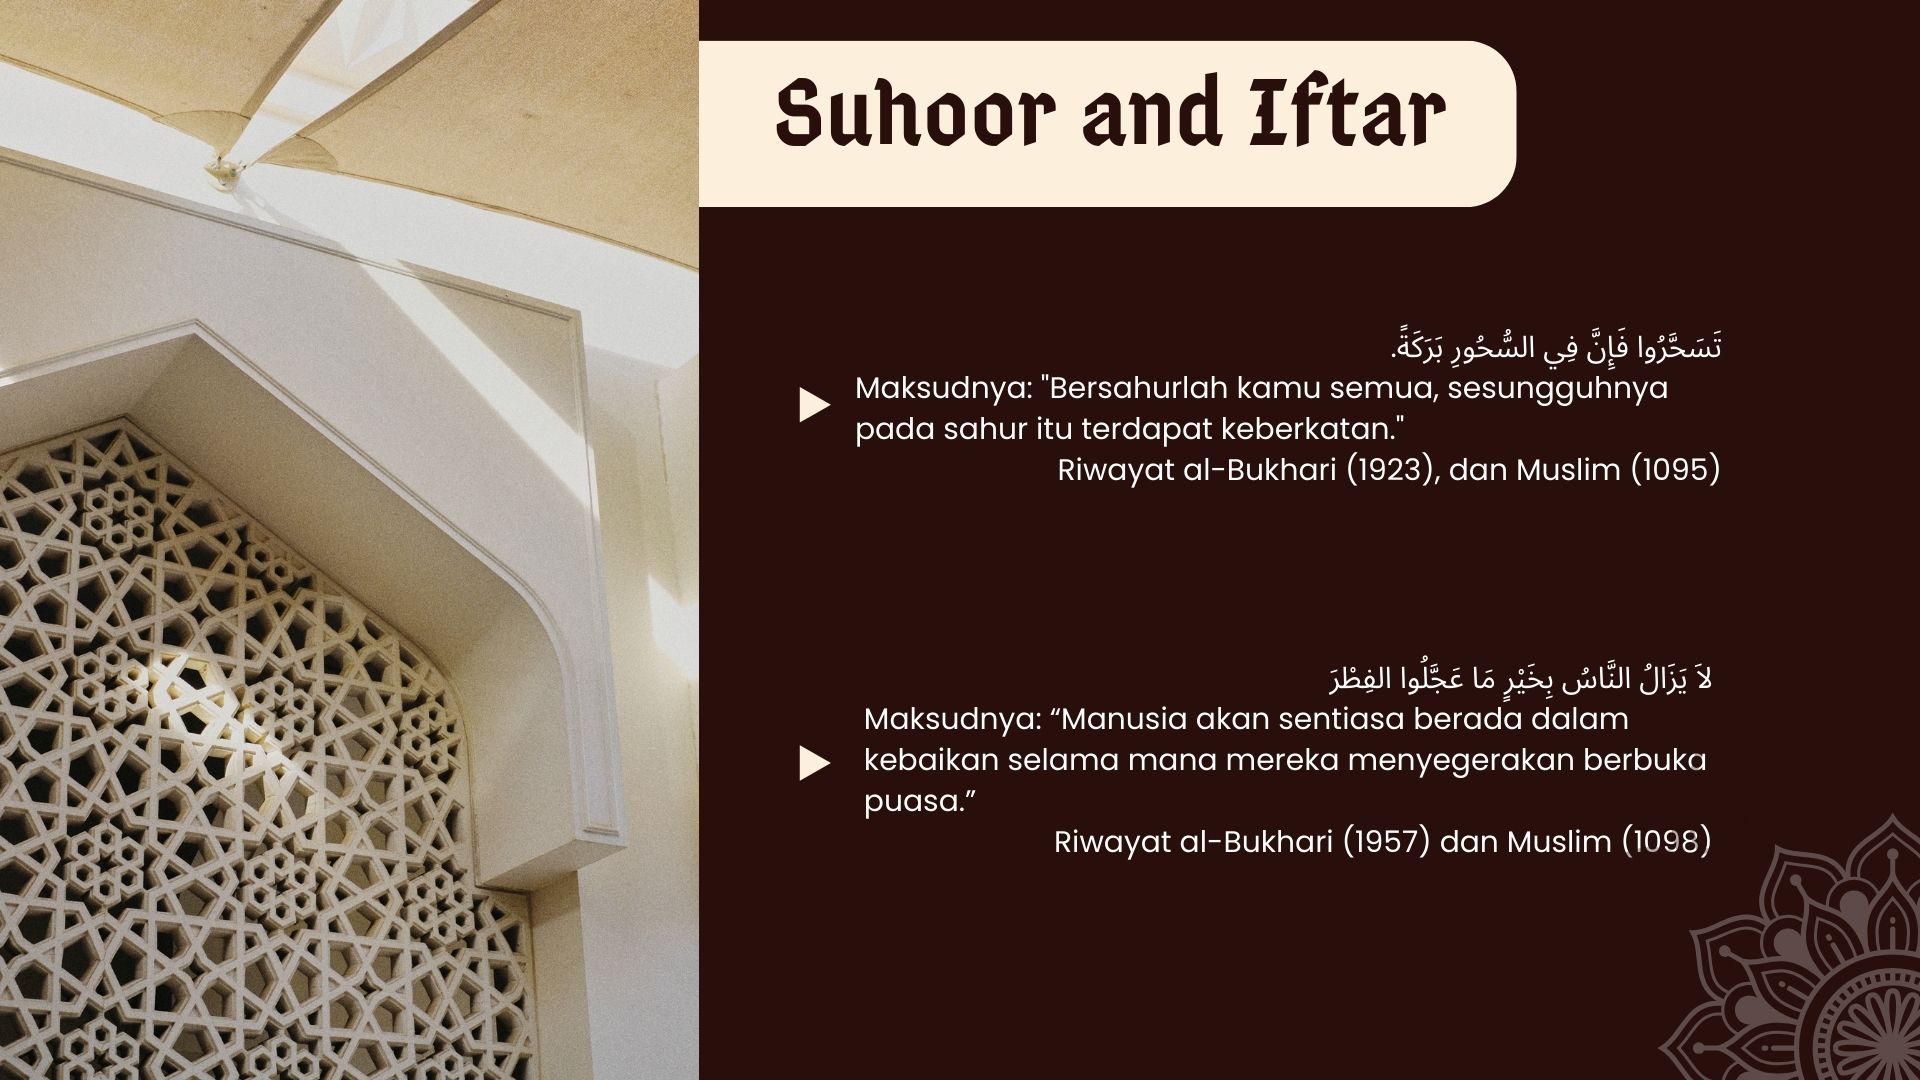 Suhoor and Iftar
تَسَحَّرُوا فَإِنَّ فِي السُّحُورِ بَرَكَةً.
Maksudnya: "Bersahurlah kamu semua, sesungguhnya
pada sahur itu terdapat keberkatan."
Riwayat al-Bukhari (1923), dan Muslim (1095)
لاَ يَزَالُ النَّاسُ بِخَيْرٍ مَا عَجَّلُوا الفِطْرَ
Maksudnya: “Manusia akan sentiasa berada dalam
kebaikan selama mana mereka menyegerakan berbuka
puasa.”
Riwayat al-Bukhari (1957) dan Muslim (1098)